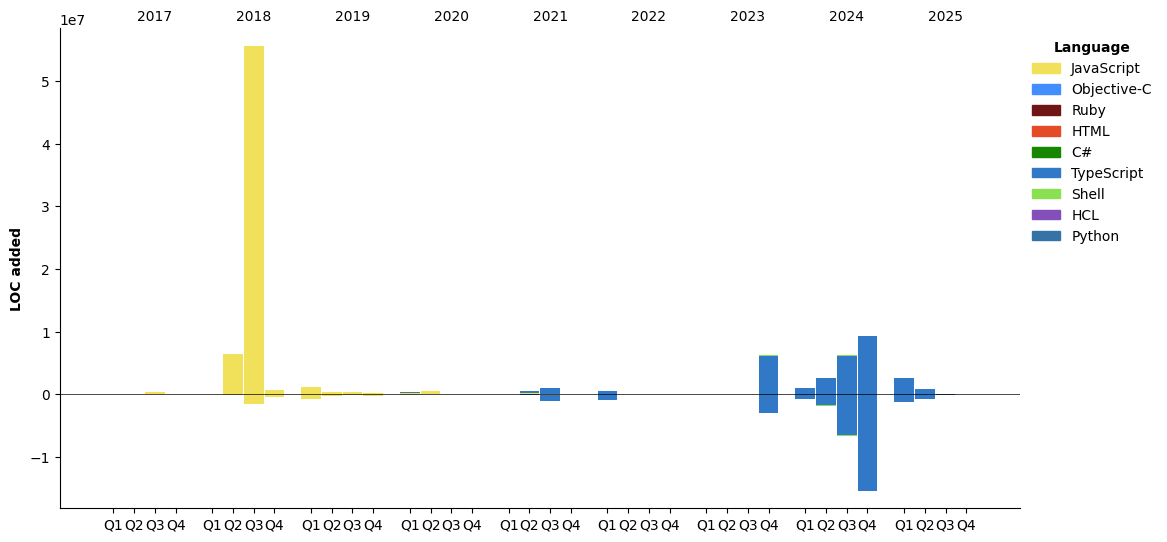 2017 2018 2019 2020 2021 2022 2023 2024 2025
1e7
5
4
3
2
1
0
−1
LOC added
Q1 Q2 Q3 Q4 Q1 Q2 Q3 Q4 Q1 Q2 Q3 Q4 Q1 Q2 Q3 Q4 Q1 Q2 Q3 Q4 Q1 Q2 Q3 Q4 Q1 Q2 Q3 Q4 Q1 Q2 Q3 Q4 Q1 Q2 Q3 Q4
Language
JavaScript
Objective-C
Ruby
HTML
C#
TypeScript
Shell
HCL
Python